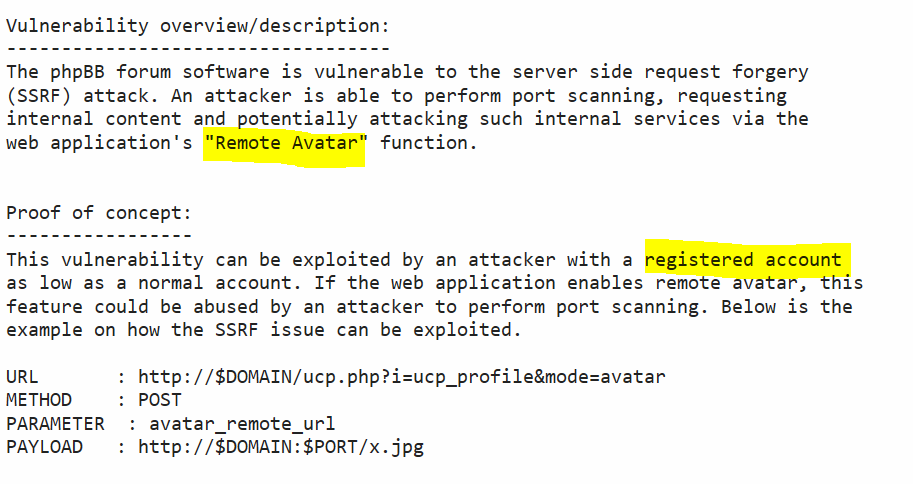 Vulnerability overview/description:
-----------------------------------
The phpBB forum software is vulnerable to the server side request forgery
(SSRF) attack. An attacker is able to perform port scanning, requesting
internal content and potentially attacking such internal services via the
web application's "Remote Avatar" function.
Proof of concept:
-----------------
This vulnerability can be exploited by an attacker with a registered account
as low as a normal account. If the web application enables remote avatar, this
feature could be abused by an attacker to perform port scanning. Below is the
example on how the SSRF issue can be exploited.
URL       : http://$DOMAIN/ucp.php?i=ucp_profile&mode=avatar
METHOD    : POST
PARAMETER  : avatar_remote_url
PAYLOAD   : http://$DOMAIN:$PORT/x.jpg